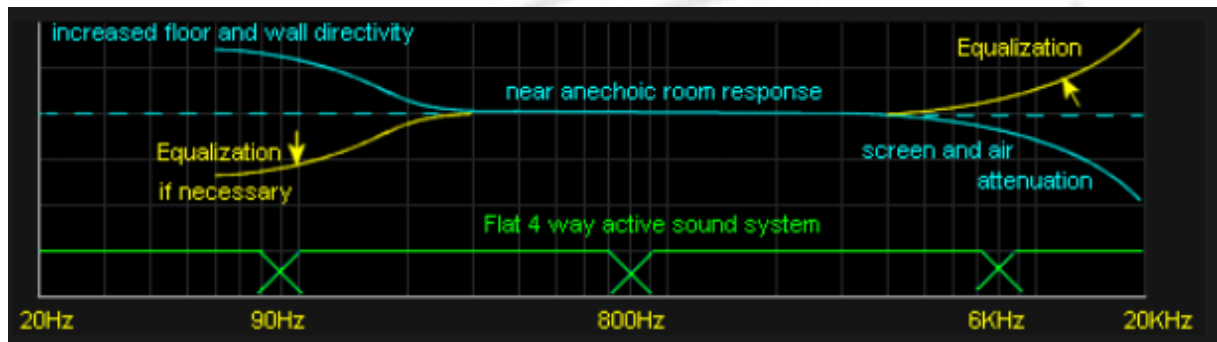 increased floor and wall directivity
Equalization
near anechoic room response
Equalization
if necessary
screen and air
attenuation
Flat 4 way active sound system
20Hz 90Hz 800Hz 6KHz 20KHz